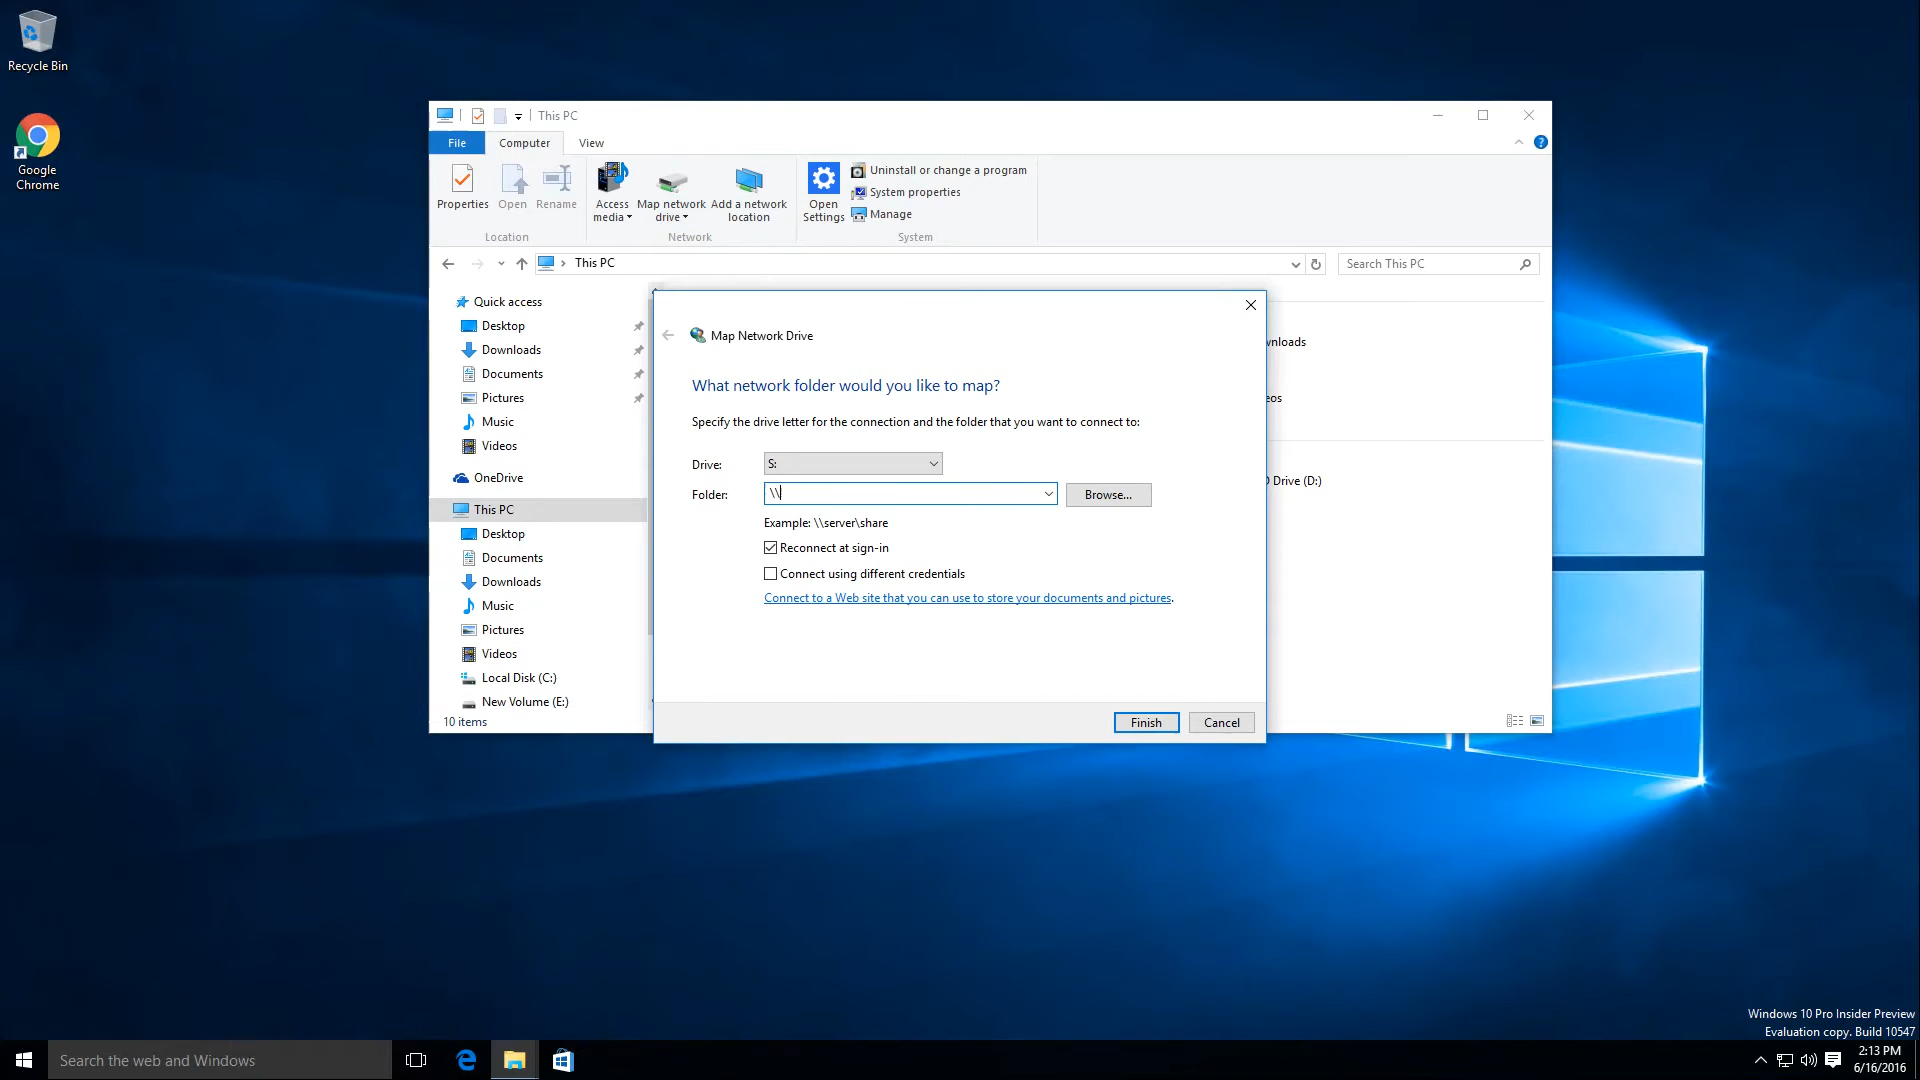 Recycle Bin
Google
Chrome
This PC
File
Computer
View
Properties
Open
Rename
Access
media
Map network
drive
Add a network
location
Open
Settings
Uninstall or change a program
System properties
Manage
Location
Network
System
This PC
Search This PC
Quick access
Desktop
Downloads
Documents
Pictures
Music
Videos
OneDrive
This PC
Desktop
Documents
Downloads
Music
Pictures
Videos
Local Disk (C:)
New Volume (E:)
10 items
Map Network Drive
What network folder would you like to map?
Specify the drive letter for the connection and the folder that you want to connect to:
Drive:
S:
Folder:
\\
Browse...
Example: \\server\share
Reconnect at sign-in
Connect using different credentials
Connect to a Web site that you can use to store your documents and pictures.
Finish
Cancel
wnloads
eos
Drive (D:)
Windows 10 Pro Insider Preview
Evaluation copy. Build 10547
Search the web and Windows
2:13 PM
6/16/2016